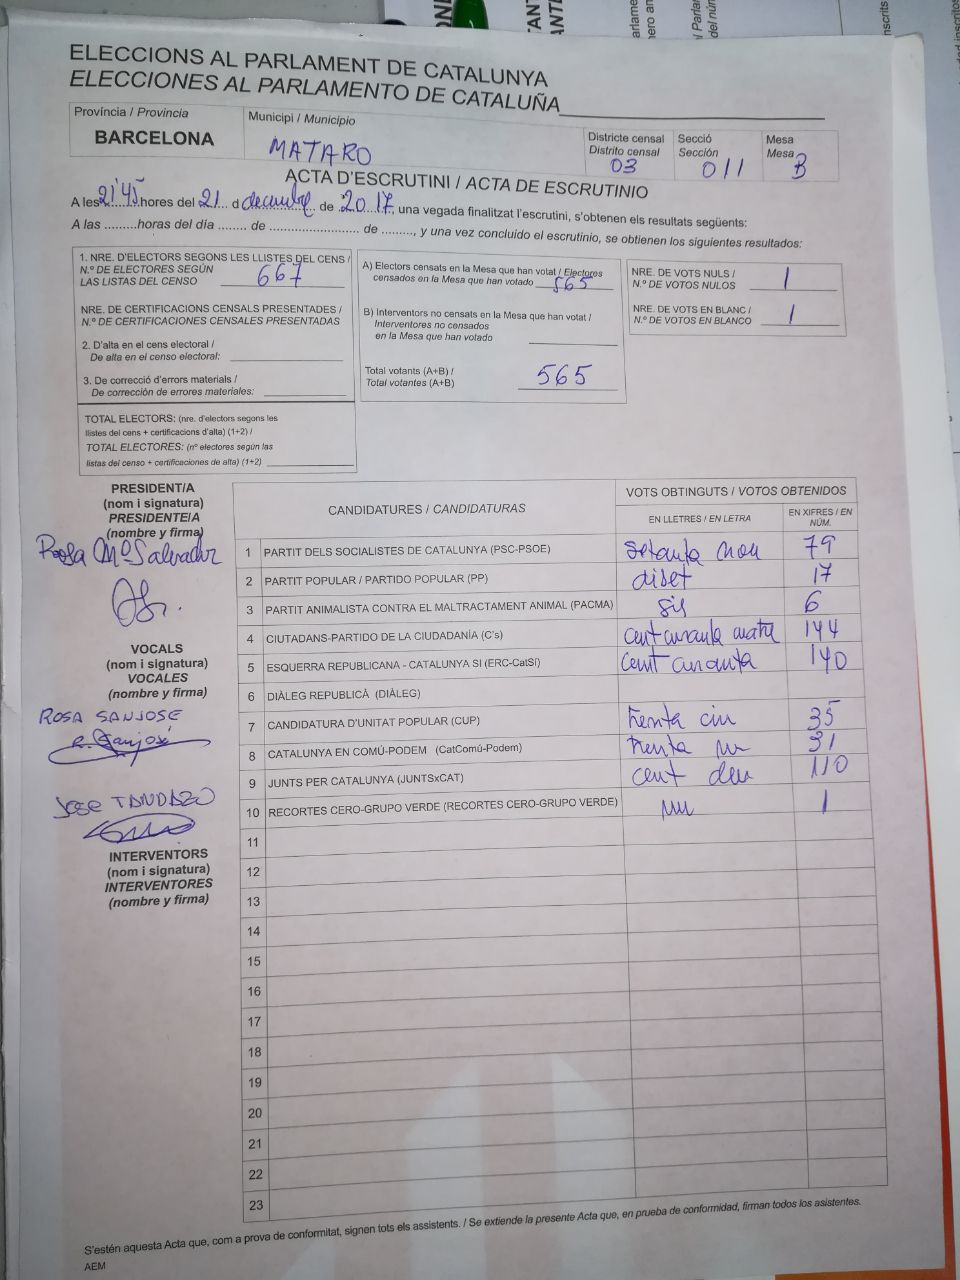 ELECCIONS AL PARLAMENT DE CATALUNYA
ELECCIONES AL PARLAMENTO DE CATALUÑA
Província / Provincia
BARCELONA
Municipi / Municipio
MATARO
Districte censal
Distrito censal
03
Secció
Sección
011
Mesa
Mesa
B
ACTA D'ESCRUTINI / ACTA DE ESCRUTINIO
A les 21'45 hores del 21 d decembre de 2017, una vegada finalitzat l'escrutini, s'obtenen els resultats següents:
A las .........horas del día ........ de ........................... de .........., y una vez concluido el escrutinio, se obtienen los siguientes resultados:
1. NRE. D'ELECTORS SEGONS LES LLISTES DEL CENS /
N.º DE ELECTORES SEGÚN
LAS LISTAS DEL CENSO 667
NRE. DE CERTIFICACIONS CENSALS PRESENTADES /
N.º DE CERTIFICACIONES CENSALES PRESENTADAS
2. D'alta en el cens electoral /
De alta en el censo electoral:
3. De correcció d'errors materials /
De corrección de errores materiales:
TOTAL ELECTORS: (nre. d'electors segons les
llistes del cens + certificacions d'alta) (1+2) /
TOTAL ELECTORES: (nº electores según las
listas del censo + certificaciones de alta) (1+2)
A) Electors censats en la Mesa que han votat / Electores
censados en la Mesa que han votado 565
B) Interventors no censats en la Mesa que han votat /
Interventores no censados
en la Mesa que han votado
Total votants (A+B) /
Total votantes (A+B) 565
NRE. DE VOTS NULS /
N.º DE VOTOS NULOS 1
NRE. DE VOTS EN BLANC /
N.º DE VOTOS EN BLANCO 1
PRESIDENT/A
(nom i signatura)
PRESIDENTE/A
(nombre y firma)
Rosa Mª Salvador
VOCALS
(nom i signatura)
VOCALES
(nombre y firma)
ROSA SANJOSE
R. Sanjosé
JOSE TANDAZO
INTERVENTORS
(nom i signatura)
INTERVENTORES
(nombre y firma)
CANDIDATURES / CANDIDATURAS
VOTS OBTINGUTS / VOTOS OBTENIDOS
EN LLETRES / EN LETRA
EN XIFRES / EN NÚM.
1 PARTIT DELS SOCIALISTES DE CATALUNYA (PSC-PSOE) setanta nou 79
2 PARTIT POPULAR / PARTIDO POPULAR (PP) diset 17
3 PARTIT ANIMALISTA CONTRA EL MALTRACTAMENT ANIMAL (PACMA) sis 6
4 CIUTADANS-PARTIDO DE LA CIUDADANÍA (C's) cent quranta quatre 144
5 ESQUERRA REPUBLICANA - CATALUNYA SI (ERC-CatSí) cent quranta 140
6 DIÀLEG REPUBLICÀ (DIÀLEG)
7 CANDIDATURA D'UNITAT POPULAR (CUP) trenta cinc 35
8 CATALUNYA EN COMÚ-PODEM (CatComú-Podem) trenta un 31
9 JUNTS PER CATALUNYA (JUNTSxCAT) cent deu 110
10 RECORTES CERO-GRUPO VERDE (RECORTES CERO-GRUPO VERDE) un 1
11
12
13
14
15
16
17
18
19
20
21
22
23
S'estén aquesta Acta que, com a prova de conformitat, signen tots els assistents. / Se extiende la presente Acta que, en prueba de conformidad, firman todos los asistentes.
AEM